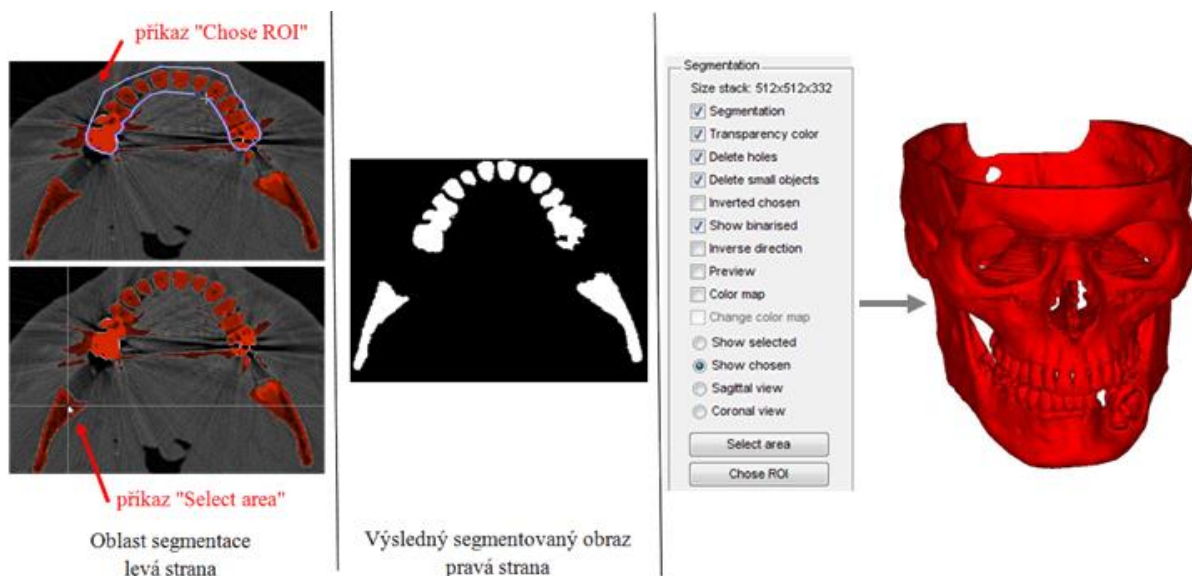 příkaz "Chose ROI"
příkaz "Select area"
Oblast segmentace
levá strana
Výsledný segmentovaný obraz
pravá strana
Segmentation
Size stack: 512x512x332
Segmentation
Transparency color
Delete holes
Delete small objects
Inverted chosen
Show binarised
Inverse direction
Preview
Color map
Change color map
Show selected
Show chosen
Sagittal view
Coronal view
Select area
Chose ROI